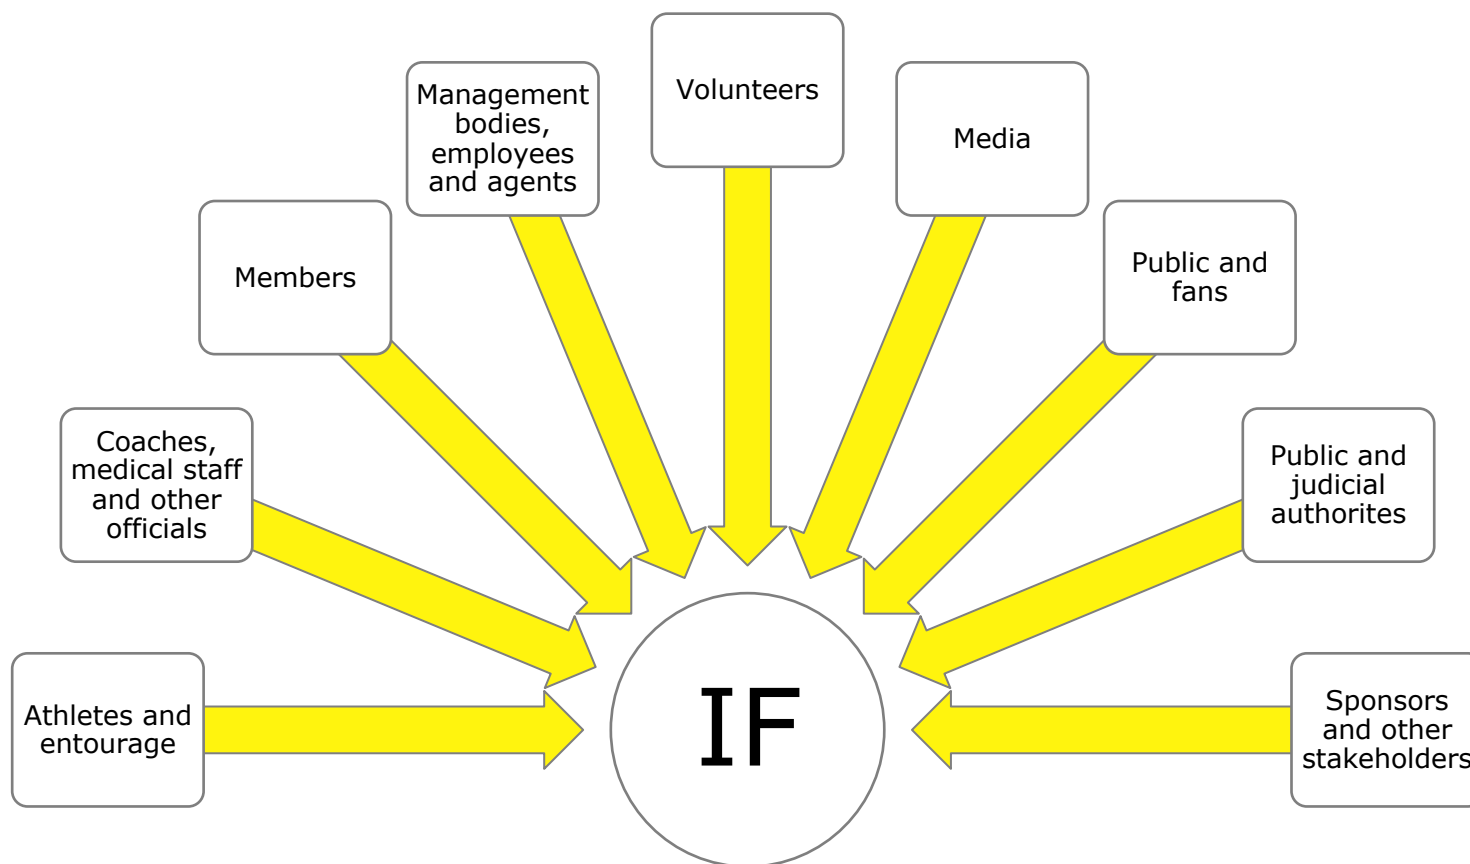 Volunteers
Management
bodies,
employees
and agents
Media
Members
Public and
fans
Coaches,
medical staff
and other
officials
Public and
judicial
authorites
Athletes and
entourage
IF
Sponsors
and other
stakeholders